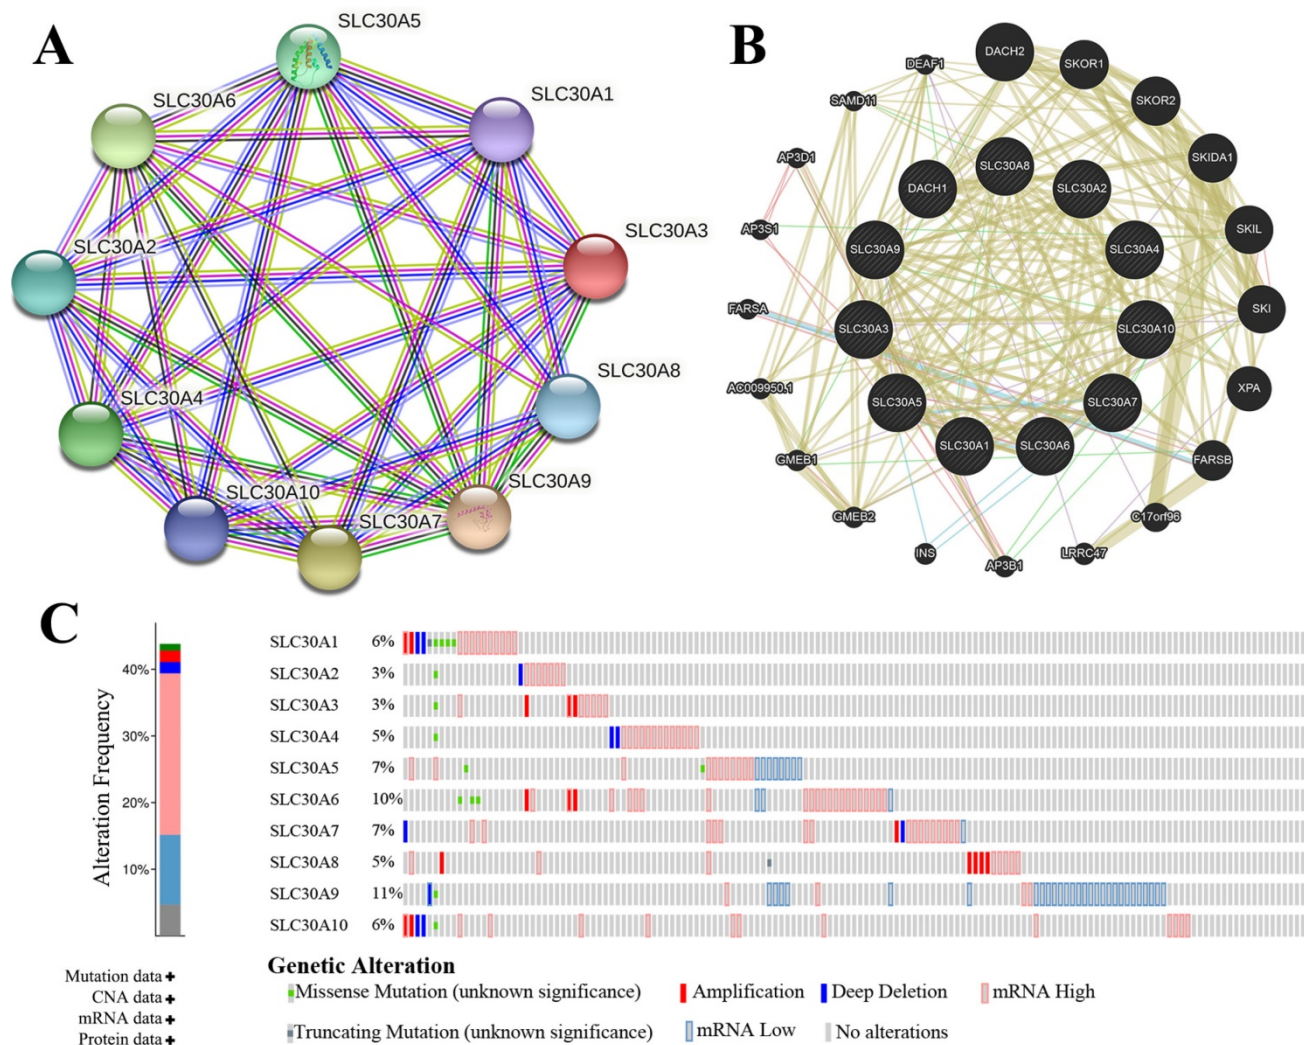 A
SLC30A5
SLC30A6
SLC30A1
SLC30A2
SLC30A3
SLC30A4
SLC30A8
SLC30A10
SLC30A7
SLC30A9
B
DACH2
SKOR1
DEAF1
SKOR2
SAMD11
SKIDA1
AP3D1
SLC30A8
DACH1
SLC30A2
SKIL
AP3S1
SLC30A9
SLC30A4
FARSA
SKI
SLC30A3
SLC30A10
AC009950.1
XPA
SLC30A5
SLC30A7
SLC30A1
SLC30A6
GMEB1
FARSB
GMEB2
C17orf96
INS
AP3B1
LRRC47
C
Alteration Frequency
40%
30%
20%
10%
SLC30A1 6%
SLC30A2 3%
SLC30A3 3%
SLC30A4 5%
SLC30A5 7%
SLC30A6 10%
SLC30A7 7%
SLC30A8 5%
SLC30A9 11%
SLC30A10 6%
Mutation data +
CNA data +
mRNA data +
Protein data +
Genetic Alteration
Missense Mutation (unknown significance)
Amplification
Deep Deletion
mRNA High
Truncating Mutation (unknown significance)
mRNA Low
No alterations